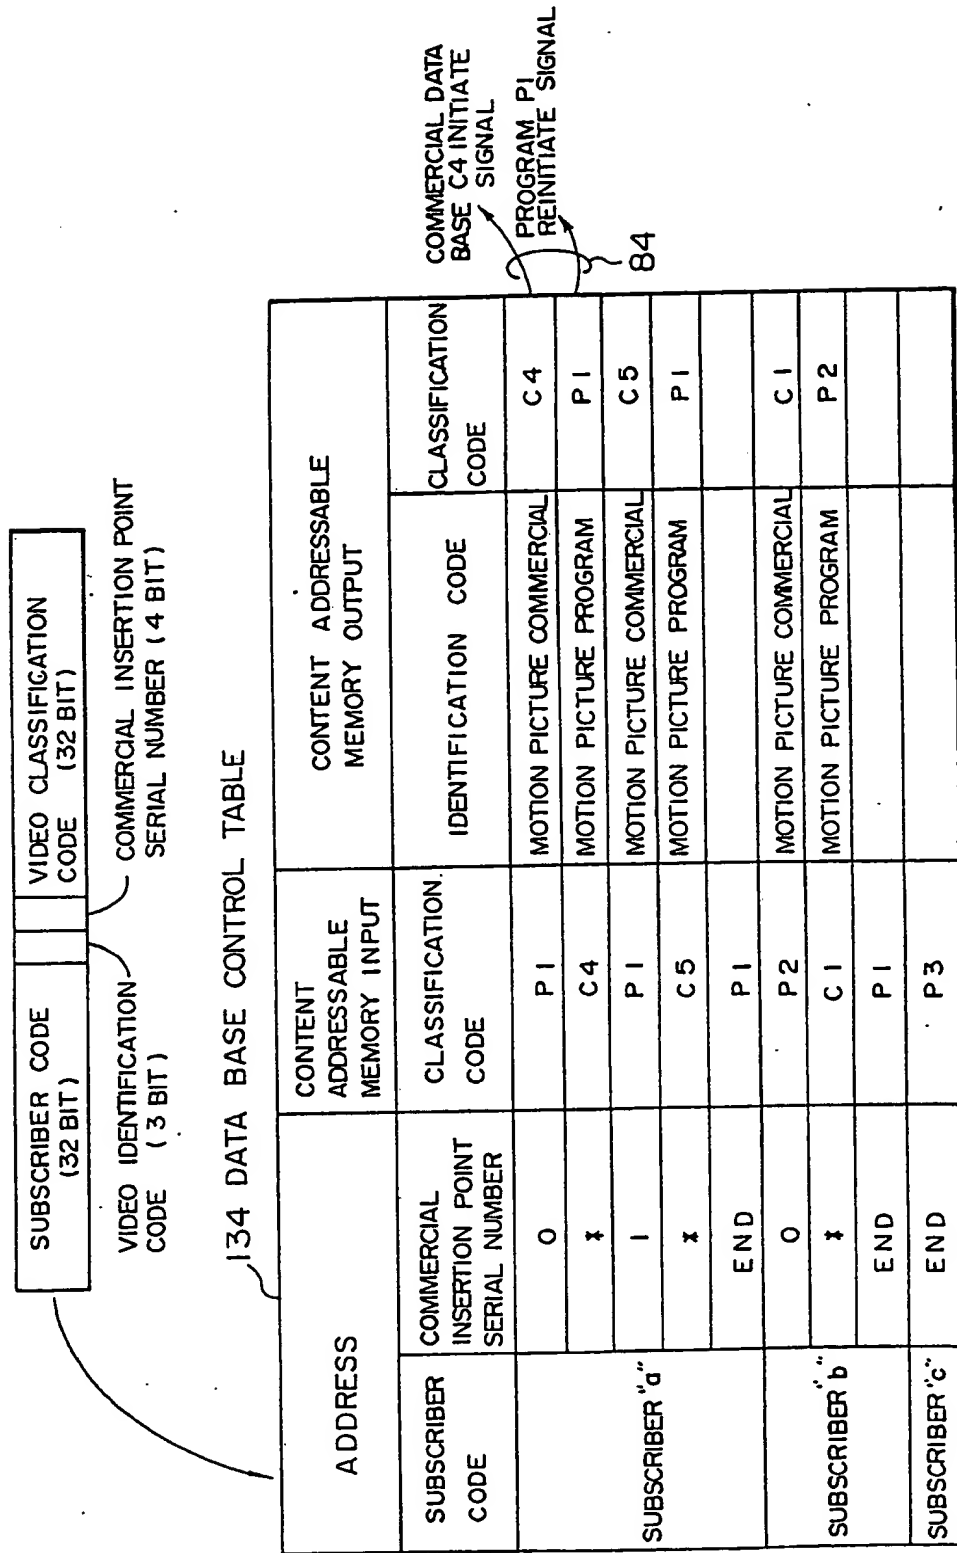 SUBSCRIBER CODE
(32 BIT)
VIDEO CLASSIFICATION
CODE (32 BIT)
VIDEO IDENTIFICATION
CODE (3 BIT)
COMMERCIAL INSERTION POINT
SERIAL NUMBER (4 BIT)
134 DATA BASE CONTROL TABLE
ADDRESS
CONTENT
ADDRESSABLE
MEMORY INPUT
CONTENT ADDRESSABLE
MEMORY OUTPUT
SUBSCRIBER
CODE
COMMERCIAL
INSERTION POINT
SERIAL NUMBER
CLASSIFICATION.
CODE
IDENTIFICATION CODE
CLASSIFICATION
CODE
SUBSCRIBER "a"
0 P1 MOTION PICTURE COMMERCIAL C4
* C4 MOTION PICTURE PROGRAM P1
1 P1 MOTION PICTURE COMMERCIAL C5
* C5 MOTION PICTURE PROGRAM P1
END P1
SUBSCRIBER "b"
0 P2 MOTION PICTURE COMMERCIAL C1
* C1 MOTION PICTURE PROGRAM P2
END P1
SUBSCRIBER "c" END P3
COMMERCIAL DATA
BASE C4 INITIATE
SIGNAL
PROGRAM P1
REINITIATE SIGNAL
84